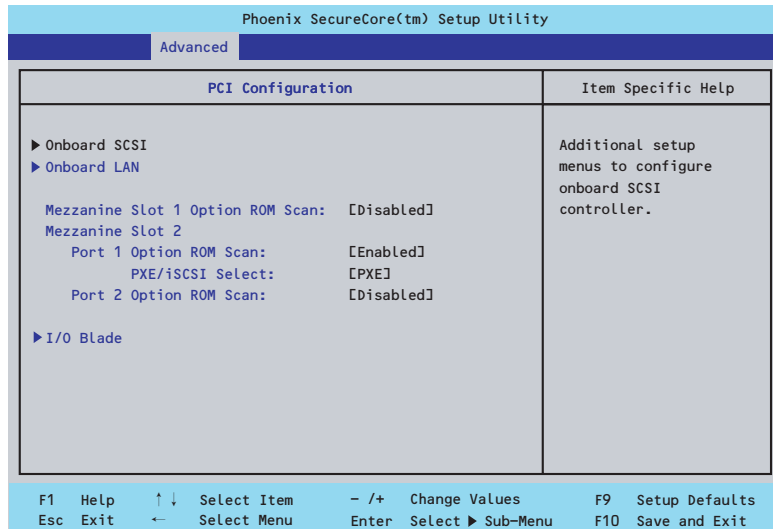 Phoenix SecureCore(tm) Setup Utility
Advanced
PCI Configuration
Item Specific Help
▶Onboard SCSI
▶Onboard LAN
Mezzanine Slot 1 Option ROM Scan: [Disabled]
Mezzanine Slot 2
Port 1 Option ROM Scan: [Enabled]
PXE/iSCSI Select: [PXE]
Port 2 Option ROM Scan: [Disabled]
▶I/O Blade
Additional setup
menus to configure
onboard SCSI
controller.
F1 Help ↑↓ Select Item - /+ Change Values F9 Setup Defaults
Esc Exit ← Select Menu Enter Select ▶ Sub-Menu F10 Save and Exit